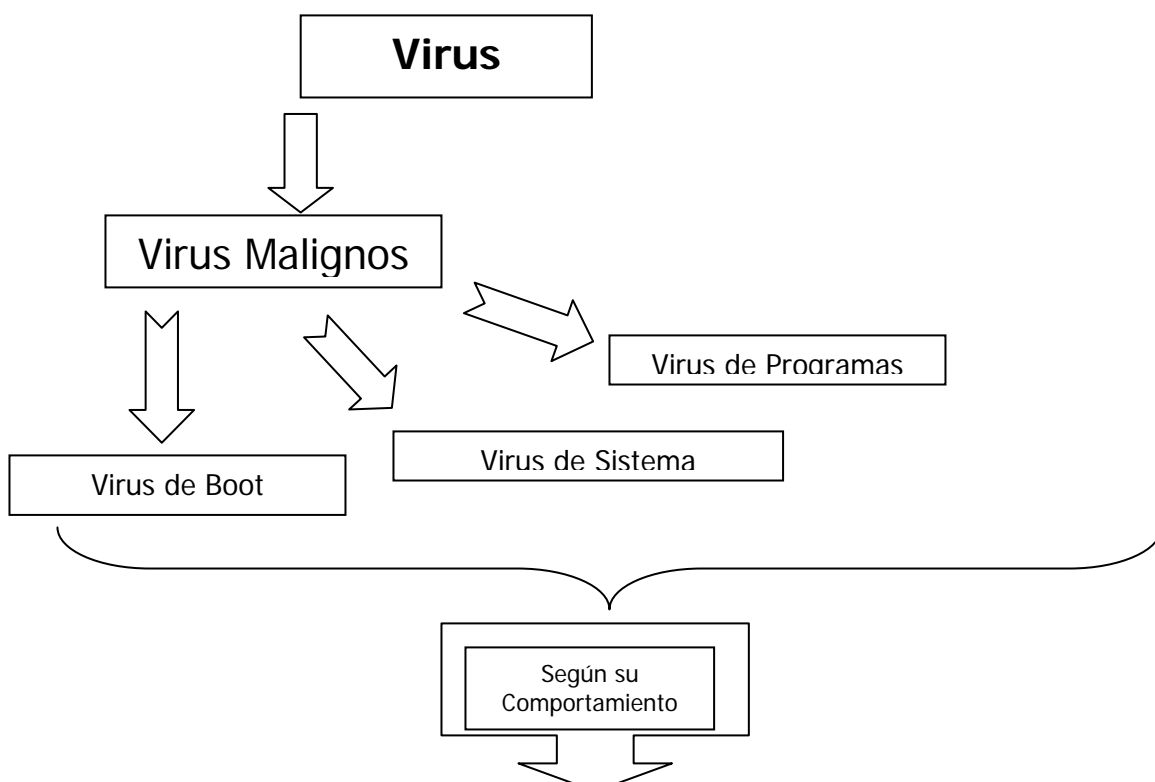 Virus
Virus Malignos
Virus de Programas
Virus de Sistema
Virus de Boot
Según su
Comportamiento